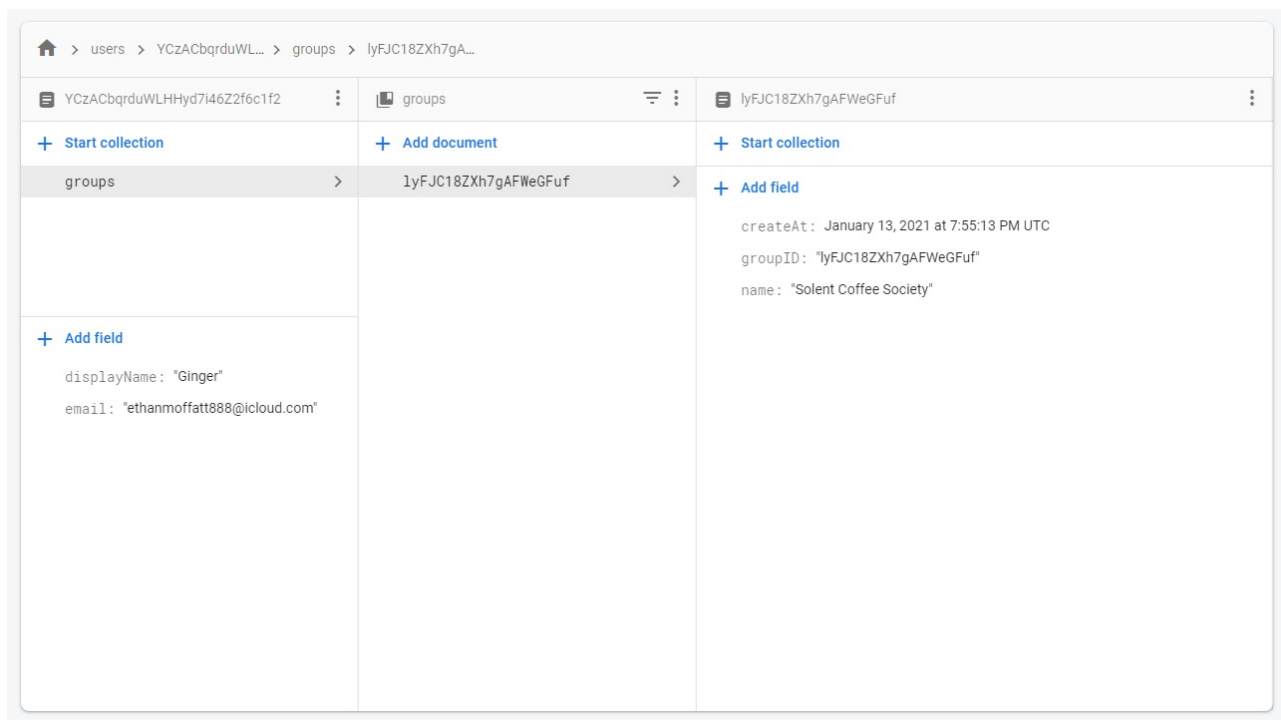 users > YCzACbqrduWL... > groups > lyFJC18ZXh7gA...
YCzACbqrduWLHHyd7i46Z2f6c1f2
+ Start collection
groups
+ Add field
displayName: "Ginger"
email: "ethanmoffatt888@icloud.com"
groups
+ Add document
lyFJC18ZXh7gAFWeGFuf
lyFJC18ZXh7gAFWeGFuf
+ Start collection
+ Add field
createAt: January 13, 2021 at 7:55:13 PM UTC
groupID: "lyFJC18ZXh7gAFWeGFuf"
name: "Solent Coffee Society"